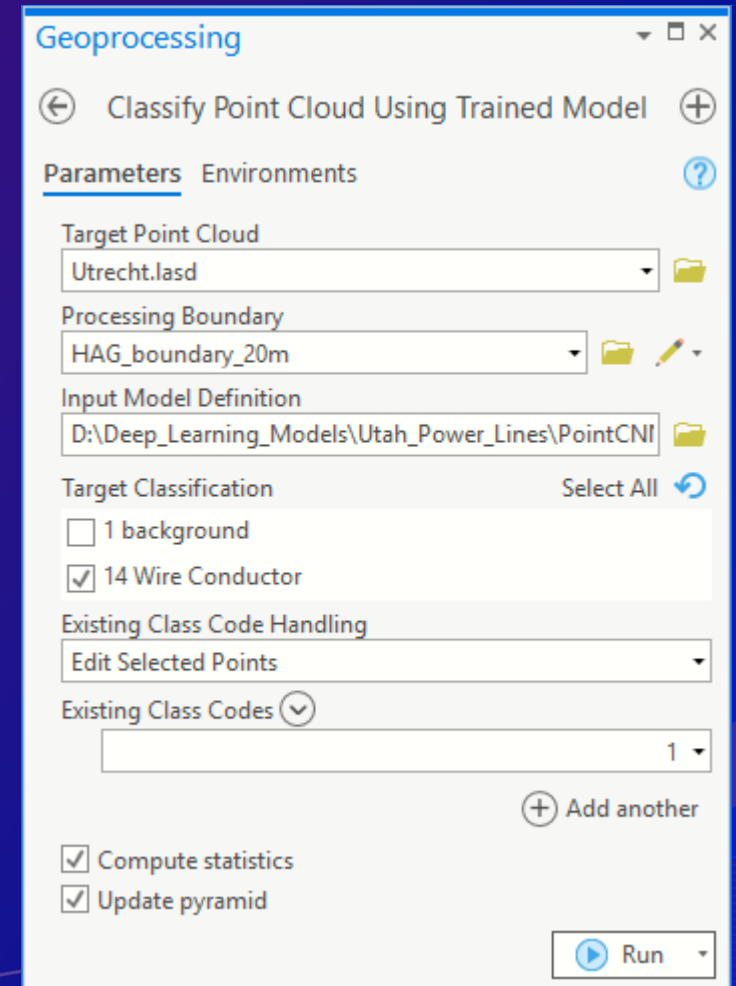 Geoprocessing
Classify Point Cloud Using Trained Model
Parameters Environments
Target Point Cloud
Utrecht.lasd
Processing Boundary
HAG_boundary_20m
Input Model Definition
D:\Deep_Learning_Models\Utah_Power_Lines\PointCNI
Target Classification Select All
1 background
14 Wire Conductor
Existing Class Code Handling
Edit Selected Points
Existing Class Codes
1
Add another
Compute statistics
Update pyramid
Run